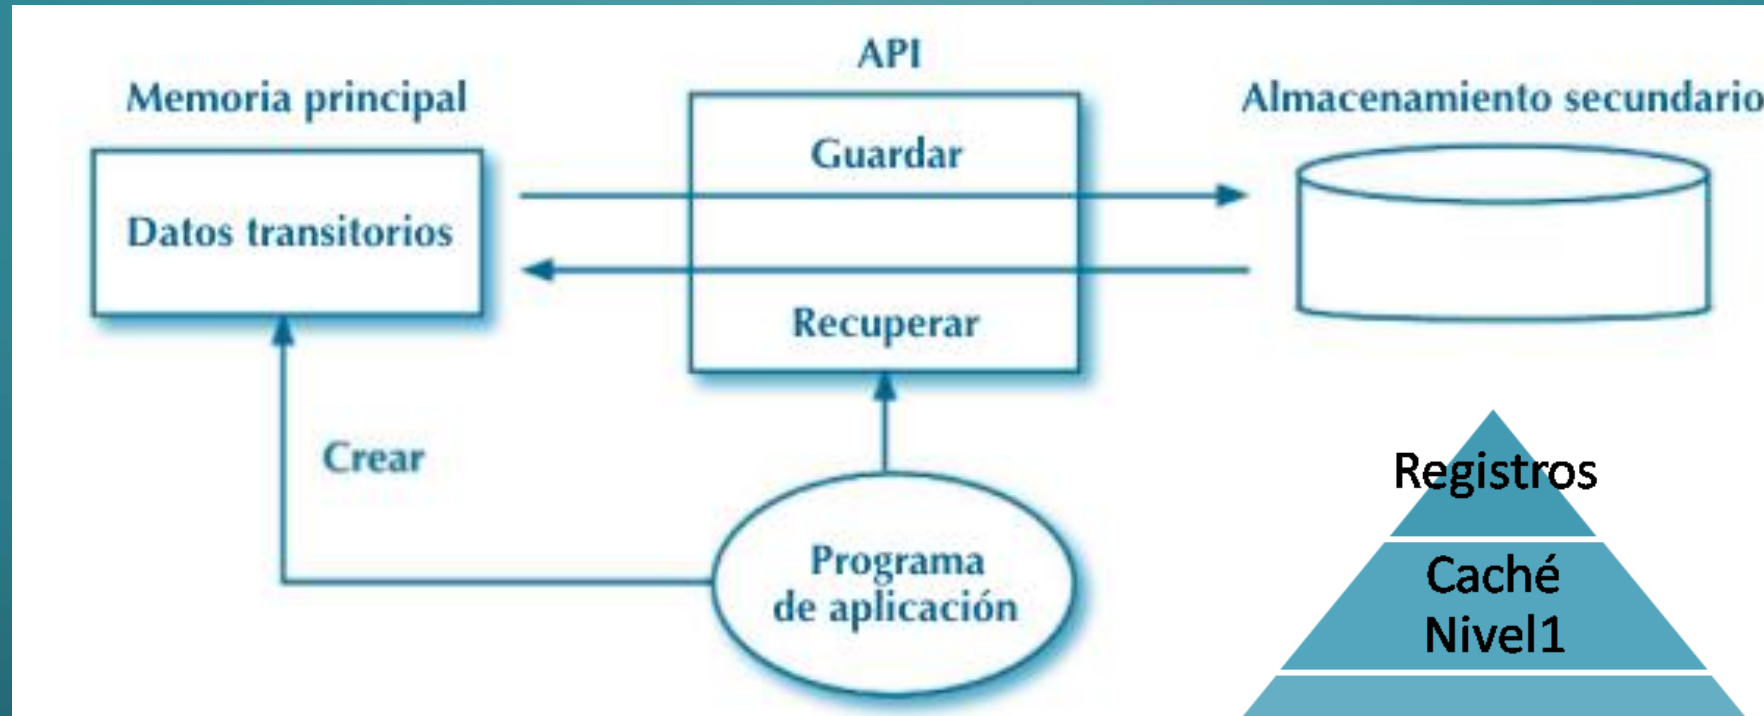 API
Memoria principal
Almacenamiento secundario
Guardar
Datos transitorios
Recuperar
Crear
Programa
de aplicación
Registros
Caché
Nivel1